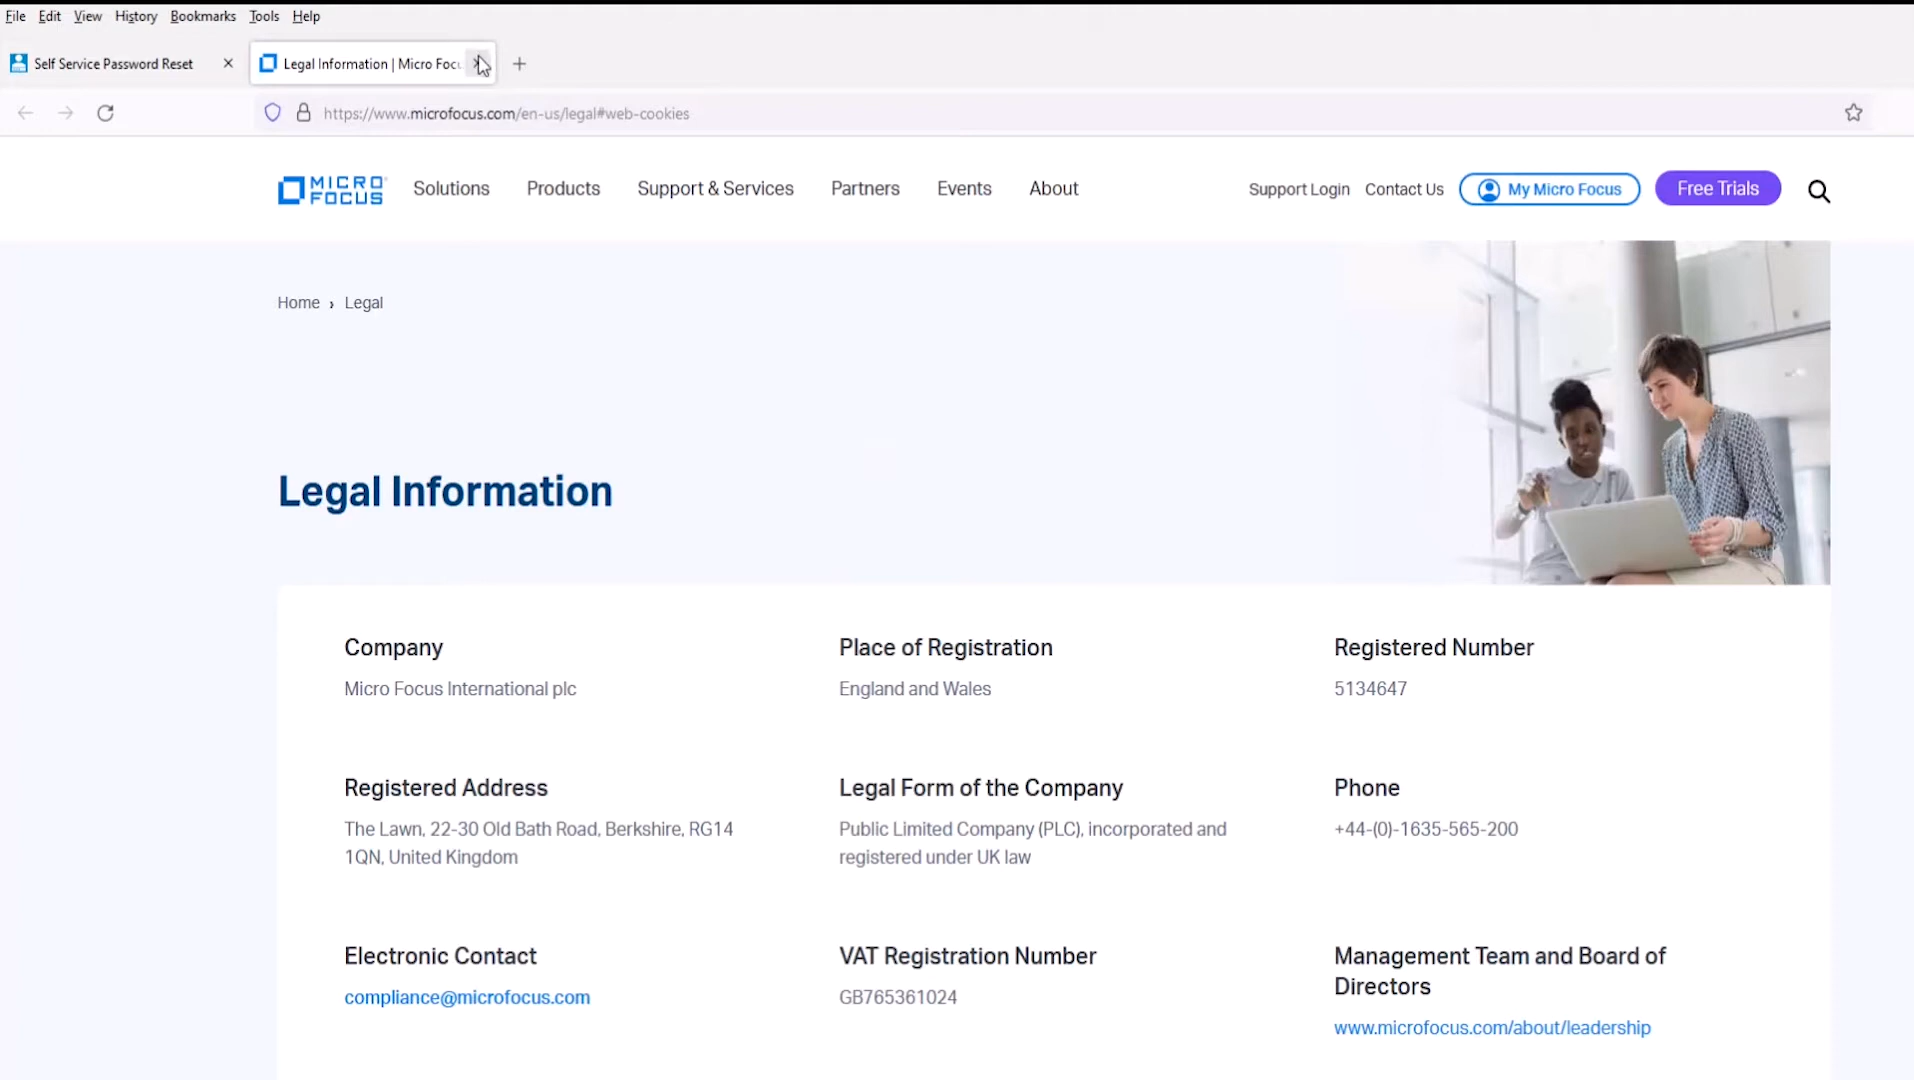 File Edit View History Bookmarks Tools Help
Self Service Password Reset
Legal Information | Micro Focu
https://www.microfocus.com/en-us/legal#web-cookies
MICRO FOCUS
Solutions Products Support & Services Partners Events About
Support Login Contact Us My Micro Focus Free Trials
Home › Legal
Legal Information
Company
Micro Focus International plc
Place of Registration
England and Wales
Registered Number
5134647
Registered Address
The Lawn, 22-30 Old Bath Road, Berkshire, RG14
1QN, United Kingdom
Legal Form of the Company
Public Limited Company (PLC), incorporated and
registered under UK law
Phone
+44-(0)-1635-565-200
Electronic Contact
compliance@microfocus.com
VAT Registration Number
GB765361024
Management Team and Board of
Directors
www.microfocus.com/about/leadership